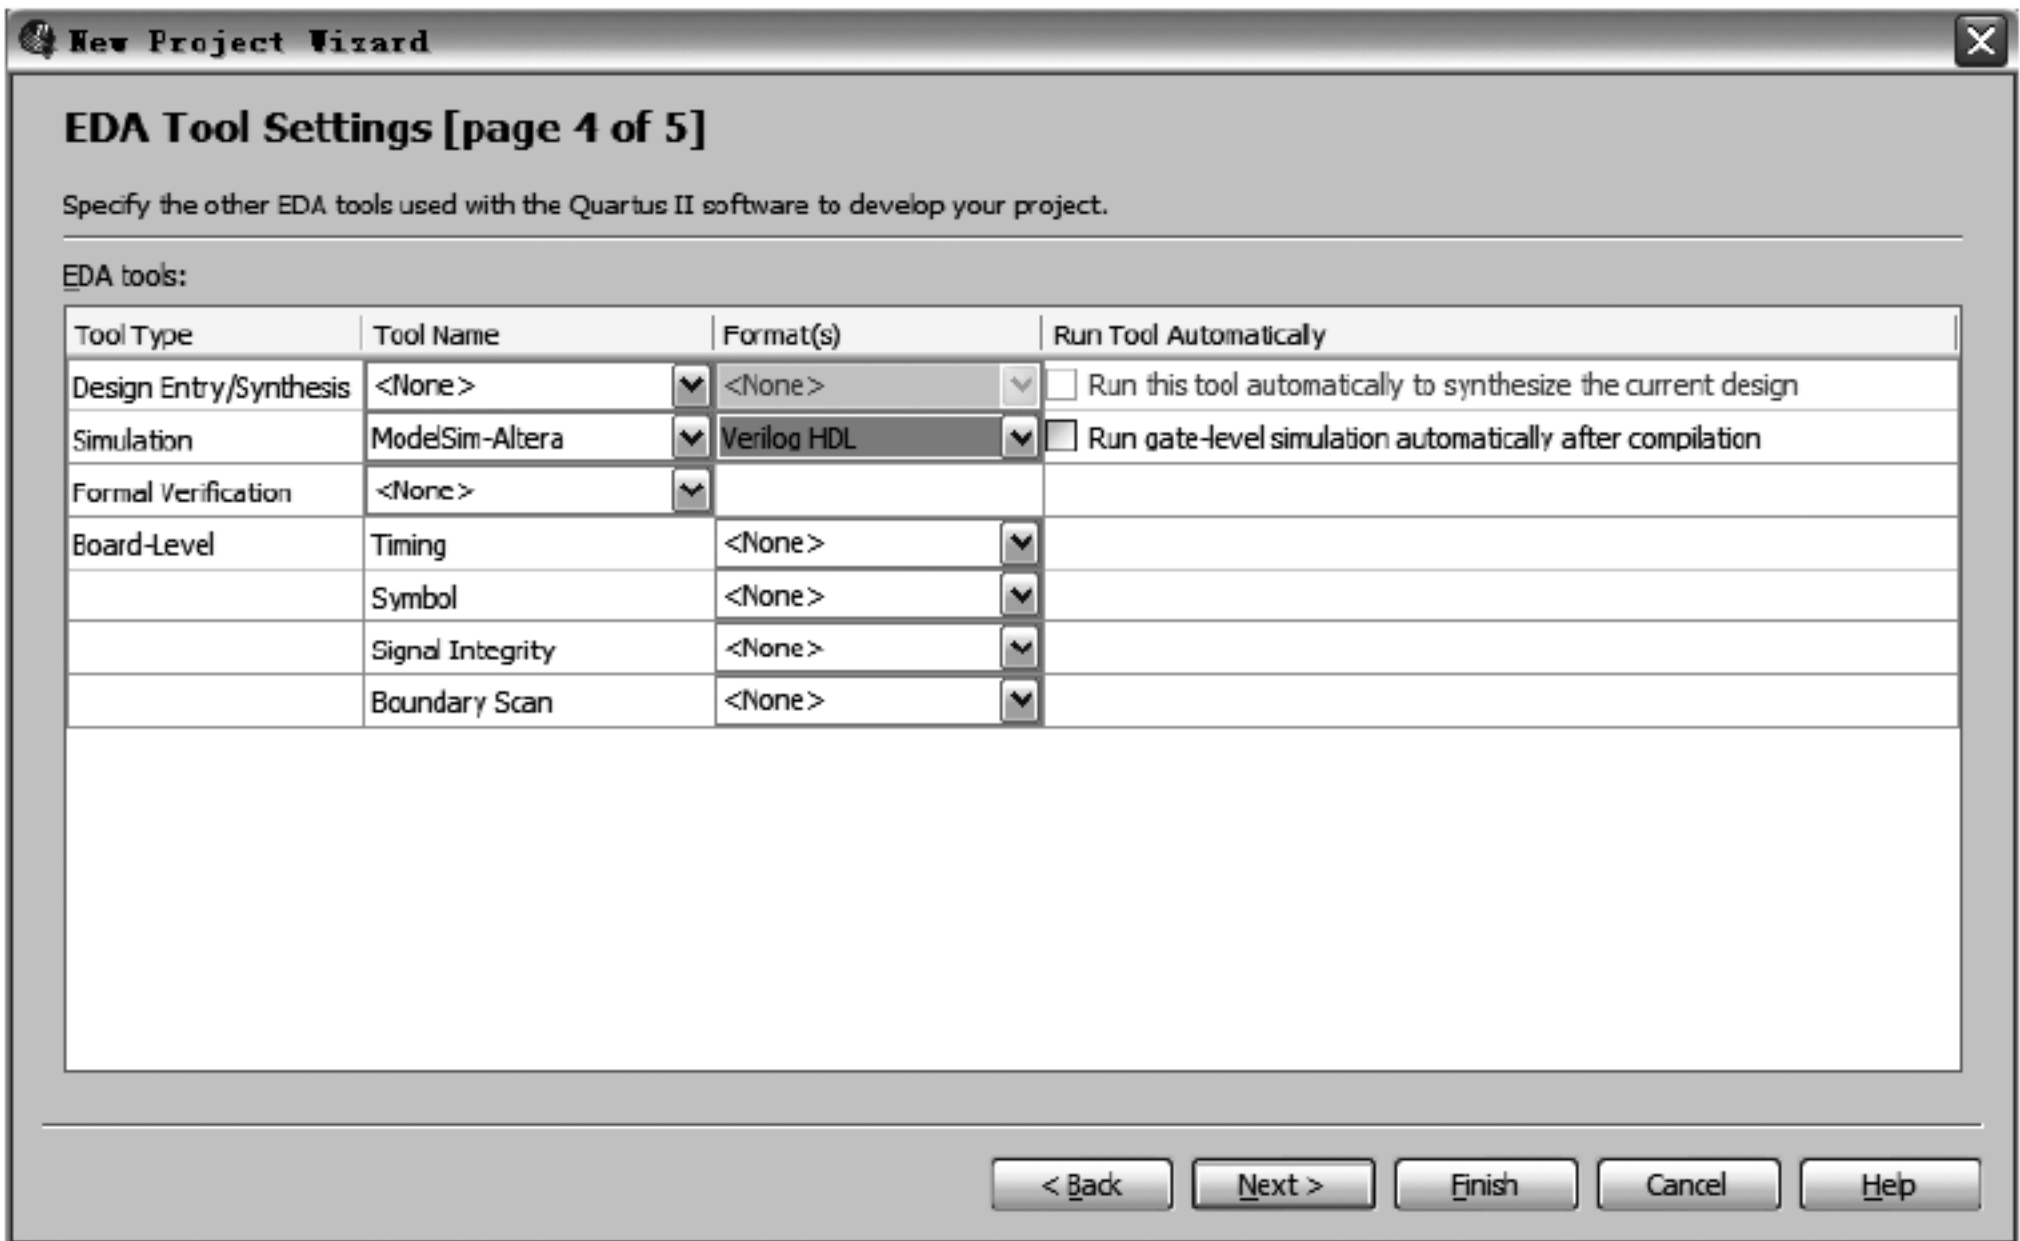 New Project Wizard
EDA Tool Settings [page 4 of 5]
Specify the other EDA tools used with the Quartus II software to develop your project.
EDA tools:
Tool Type Tool Name Format(s) Run Tool Automatically
Design Entry/Synthesis <None> <None> Run this tool automatically to synthesize the current design
Simulation ModelSim-Altera Verilog HDL Run gate-level simulation automatically after compilation
Formal Verification <None>
Board-Level Timing <None>
Symbol <None>
Signal Integrity <None>
Boundary Scan <None>
< Back Next > Finish Cancel Help